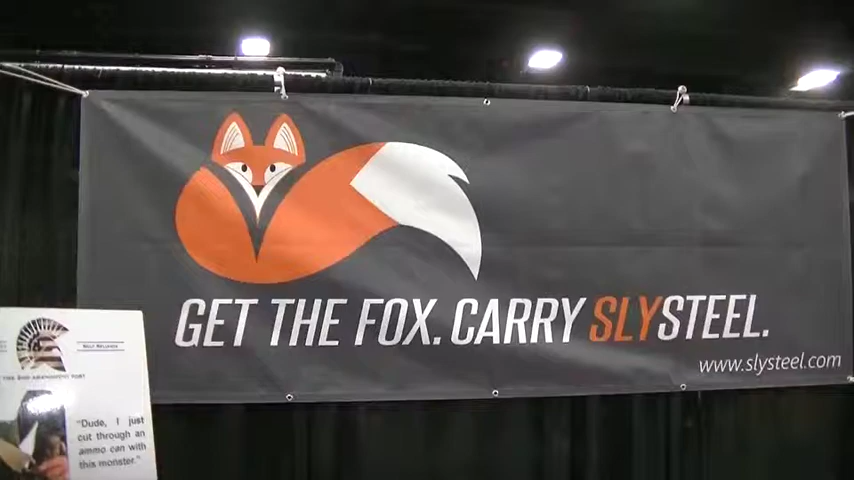 GET THE FOX. CARRY SLYSTEEL.
www.slysteel.com
"Dude, I just
cut through an
ammo can with
this monster."